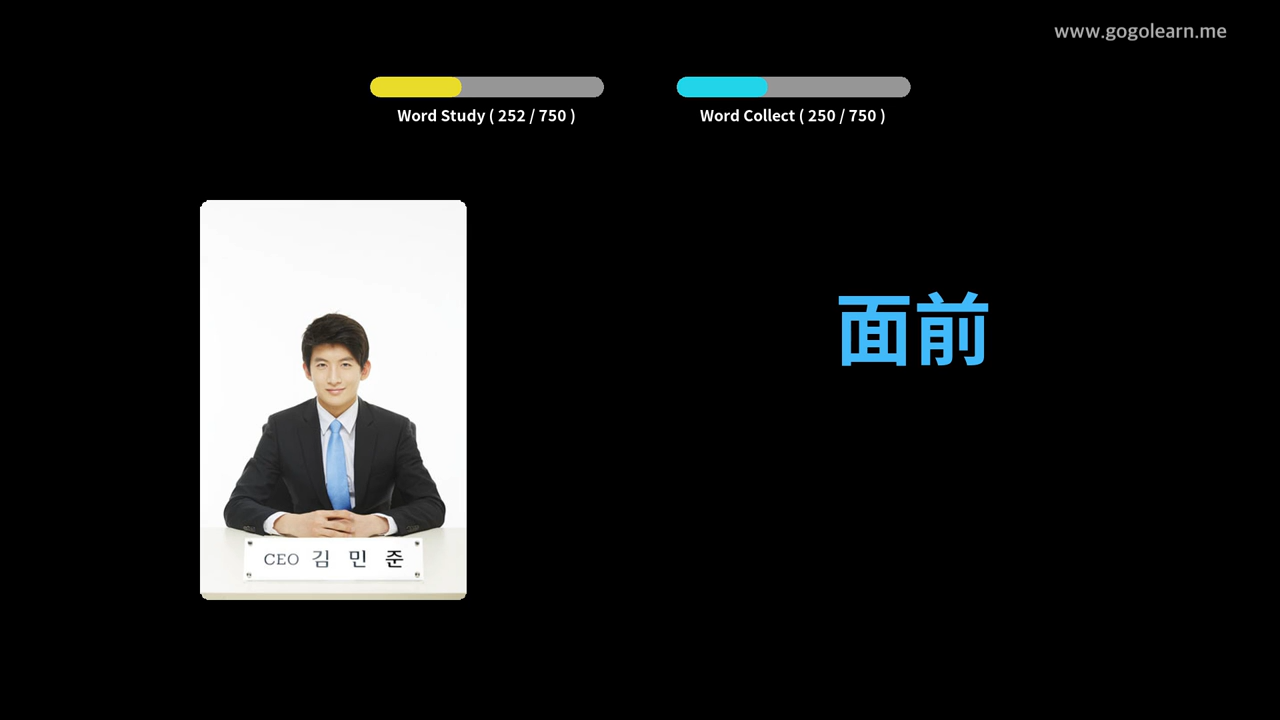 www.gogolearn.me
Word Study ( 252 / 750 )
Word Collect ( 250 / 750 )
面前
CEO 김 민 준